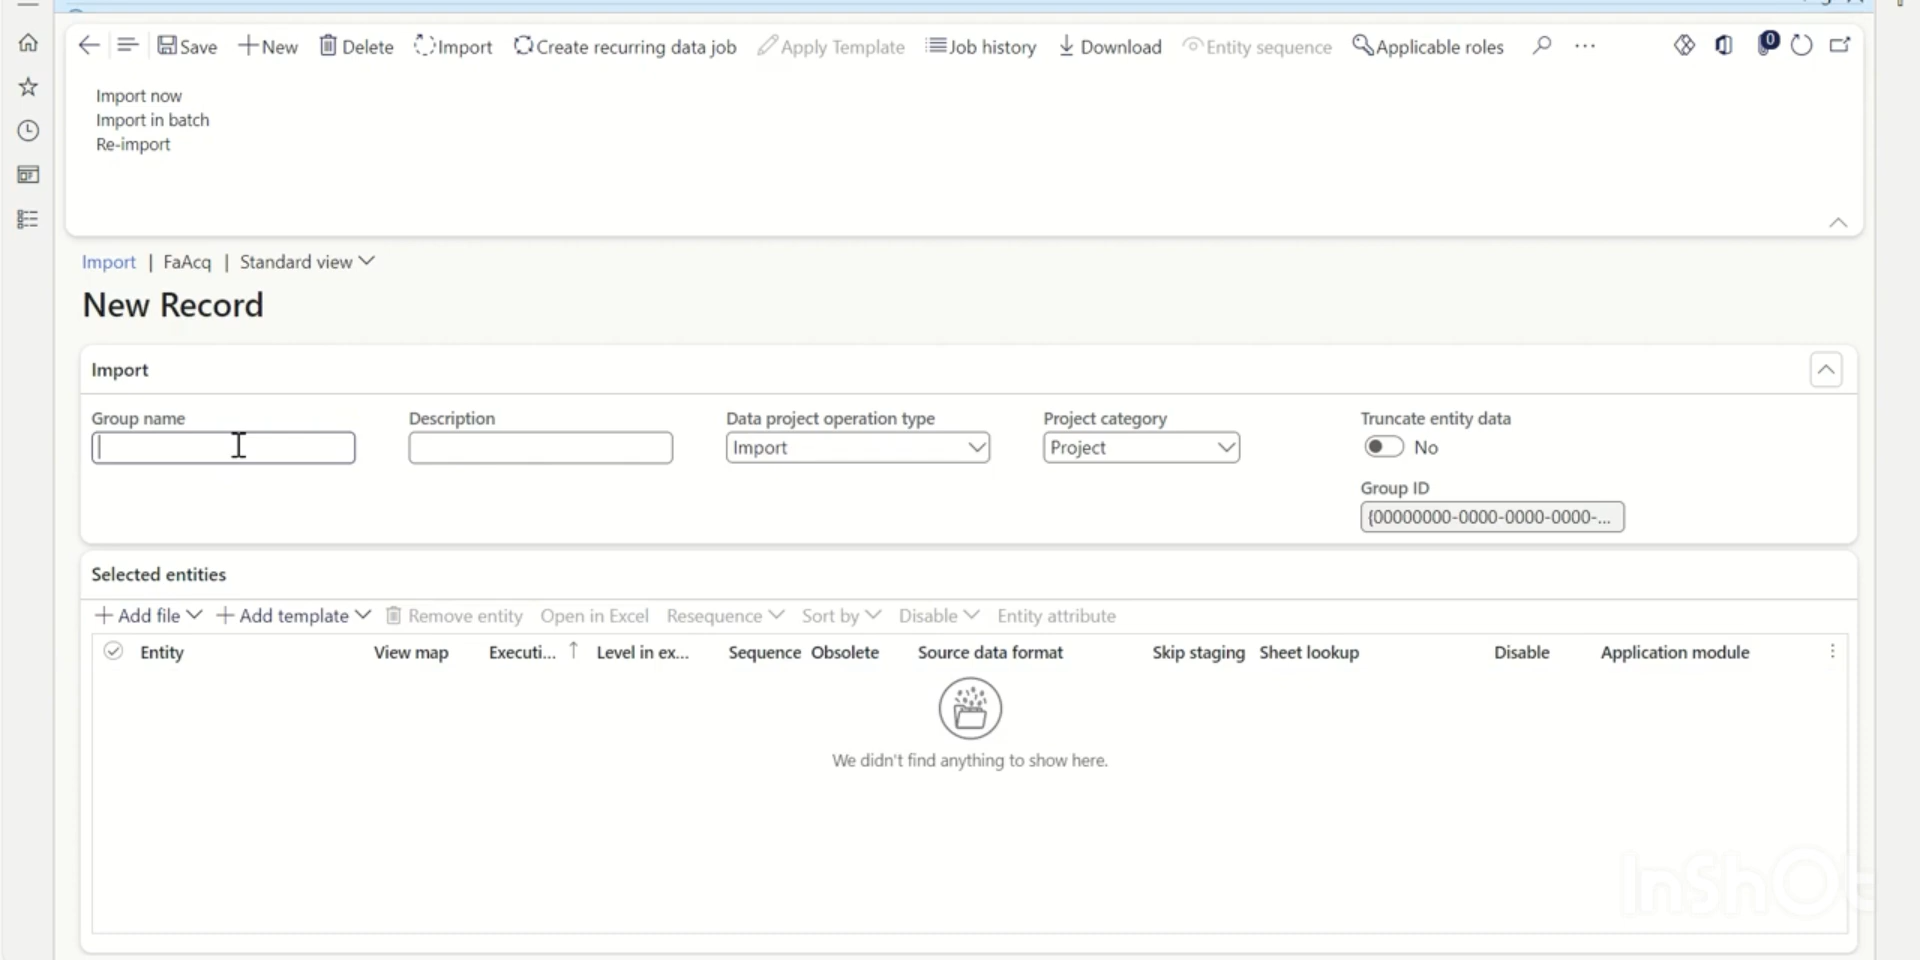 Save New Delete Import Create recurring data job Apply Template Job history Download Entity sequence Applicable roles ... 0
Import now
Import in batch
Re-import
Import | FaAcq | Standard view
New Record
Import
Group name Description Data project operation type Project category Truncate entity data
Import Project No
Group ID
{00000000-0000-0000-0000-...
Selected entities
Add file Add template Remove entity Open in Excel Resequence Sort by Disable Entity attribute
Entity View map Executi... Level in ex... Sequence Obsolete Source data format Skip staging Sheet lookup Disable Application module
We didn't find anything to show here.
InShOt